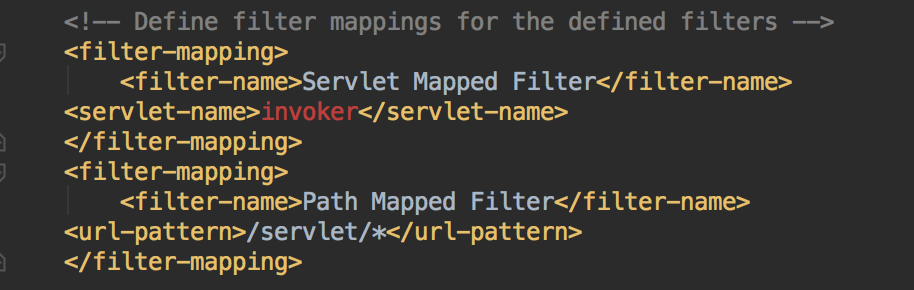 <!-- Define filter mappings for the defined filters -->
<filter-mapping>
    <filter-name>Servlet Mapped Filter</filter-name>
<servlet-name>invoker</servlet-name>
</filter-mapping>
<filter-mapping>
    <filter-name>Path Mapped Filter</filter-name>
<url-pattern>/servlet/*</url-pattern>
</filter-mapping>